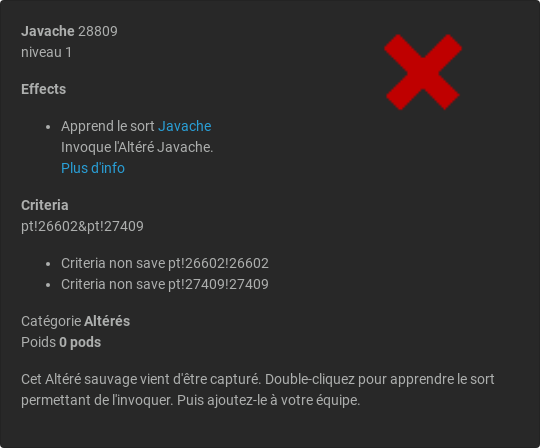 Javache 28809
niveau 1
Effects
Apprend le sort Javache
Invoque l'Altéré Javache.
Plus d'info
Criteria
pt!26602&pt!27409
Criteria non save pt!26602!26602
Criteria non save pt!27409!27409
Catégorie Altérés
Poids 0 pods
Cet Altéré sauvage vient d'être capturé. Double-cliquez pour apprendre le sort
permettant de l'invoquer. Puis ajoutez-le à votre équipe.